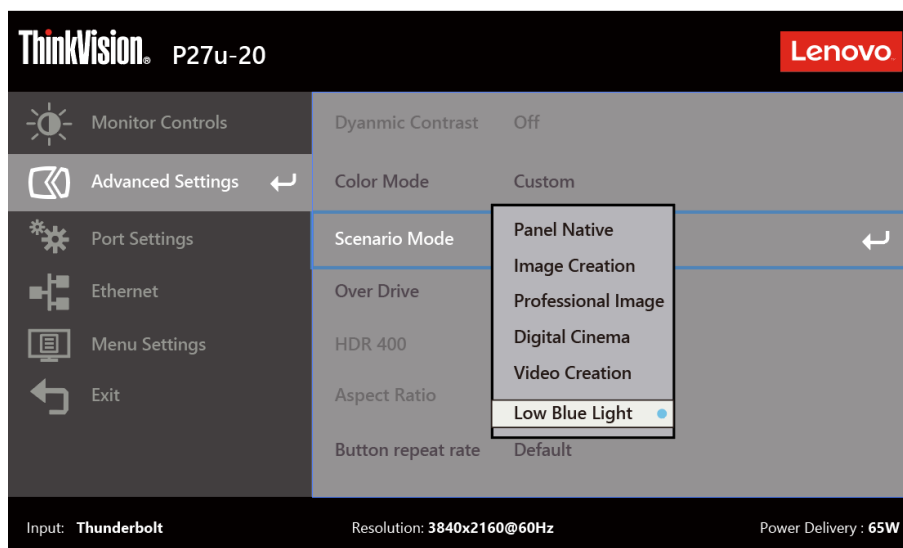 ThinkVision® P27u-20
Lenovo
Monitor Controls
Advanced Settings
Port Settings
Ethernet
Menu Settings
Exit
Dyanmic Contrast Off
Color Mode Custom
Scenario Mode
Over Drive
HDR 400
Aspect Ratio
Button repeat rate Default
Panel Native
Image Creation
Professional Image
Digital Cinema
Video Creation
Low Blue Light
Input: Thunderbolt Resolution: 3840x2160@60Hz Power Delivery : 65W